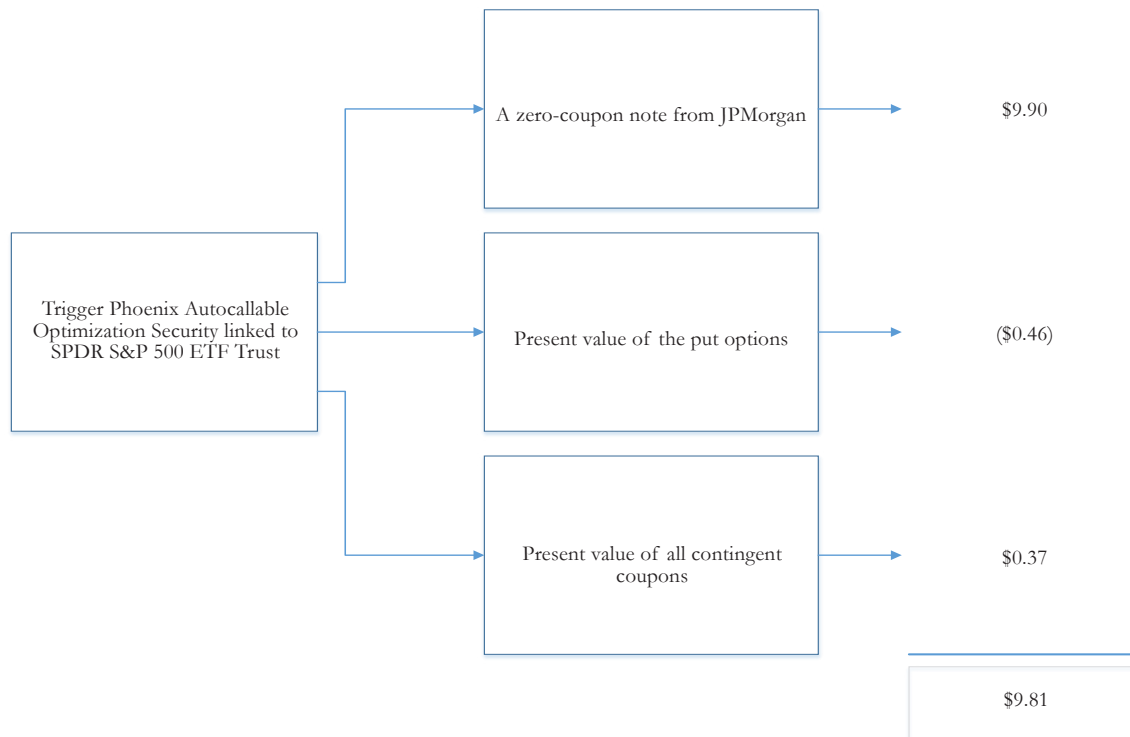 A zero-coupon note from JPMorgan
$9.90
Trigger Phoenix Autocallable
Optimization Security linked to
SPDR S&P 500 ETF Trust
Present value of the put options
($0.46)
Present value of all contingent
coupons
$0.37
$9.81